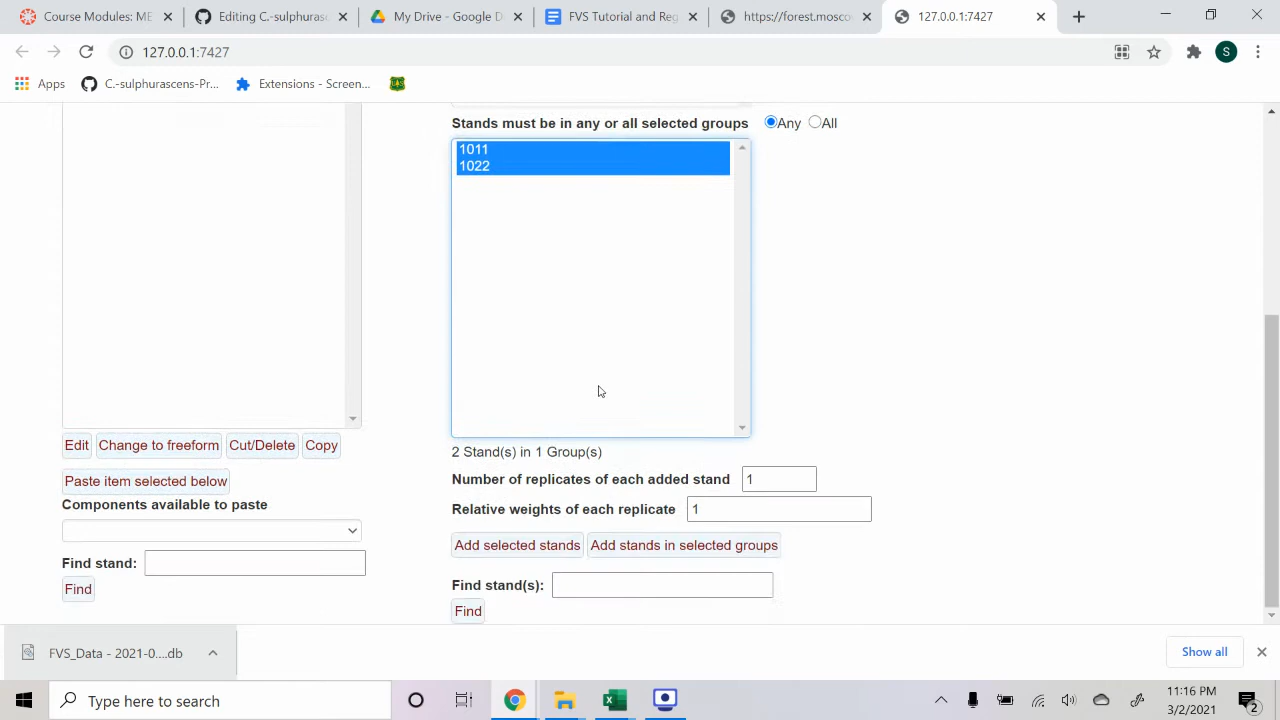 Course Modules: ME
Editing C.-sulphuras
My Drive - Google D
FVS Tutorial and Reg
https://forest.mosco
127.0.0.1:7427
127.0.0.1:7427
S
Apps
C.-sulphurascens-Pr...
Extensions - Screen...
Stands must be in any or all selected groups
Any
All
1011
1022
2 Stand(s) in 1 Group(s)
Edit
Change to freeform
Cut/Delete
Copy
Number of replicates of each added stand
1
Paste item selected below
Components available to paste
Relative weights of each replicate
1
Add selected stands
Add stands in selected groups
Find stand:
Find
Find stand(s):
Find
FVS_Data - 2021-0....db
Show all
Type here to search
11:16 PM
3/2/2021
2